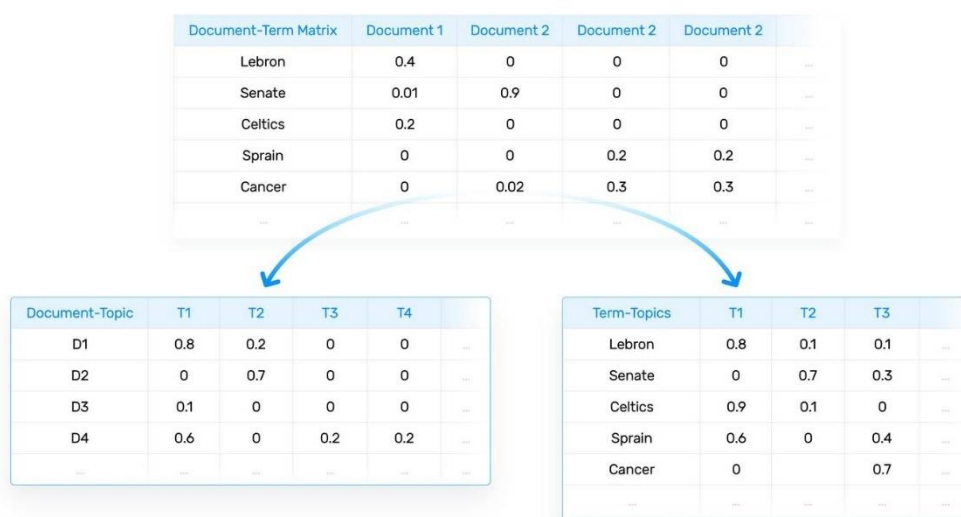 Document-Term Matrix Document 1 Document 2 Document 2 Document 2
Lebron 0.4 0 0 0 ...
Senate 0.01 0.9 0 0 ...
Celtics 0.2 0 0 0 ...
Sprain 0 0 0.2 0.2 ...
Cancer 0 0.02 0.3 0.3 ...
... ... ... ... ... ...
Document-Topic T1 T2 T3 T4
D1 0.8 0.2 0 0 ...
D2 0 0.7 0 0 ...
D3 0.1 0 0 0 ...
D4 0.6 0 0.2 0.2 ...
... ... ... ... ... ...
Term-Topics T1 T2 T3
Lebron 0.8 0.1 0.1 ...
Senate 0 0.7 0.3 ...
Celtics 0.9 0.1 0 ...
Sprain 0.6 0 0.4 ...
Cancer 0 0.7 ...
... ... ... ... ...